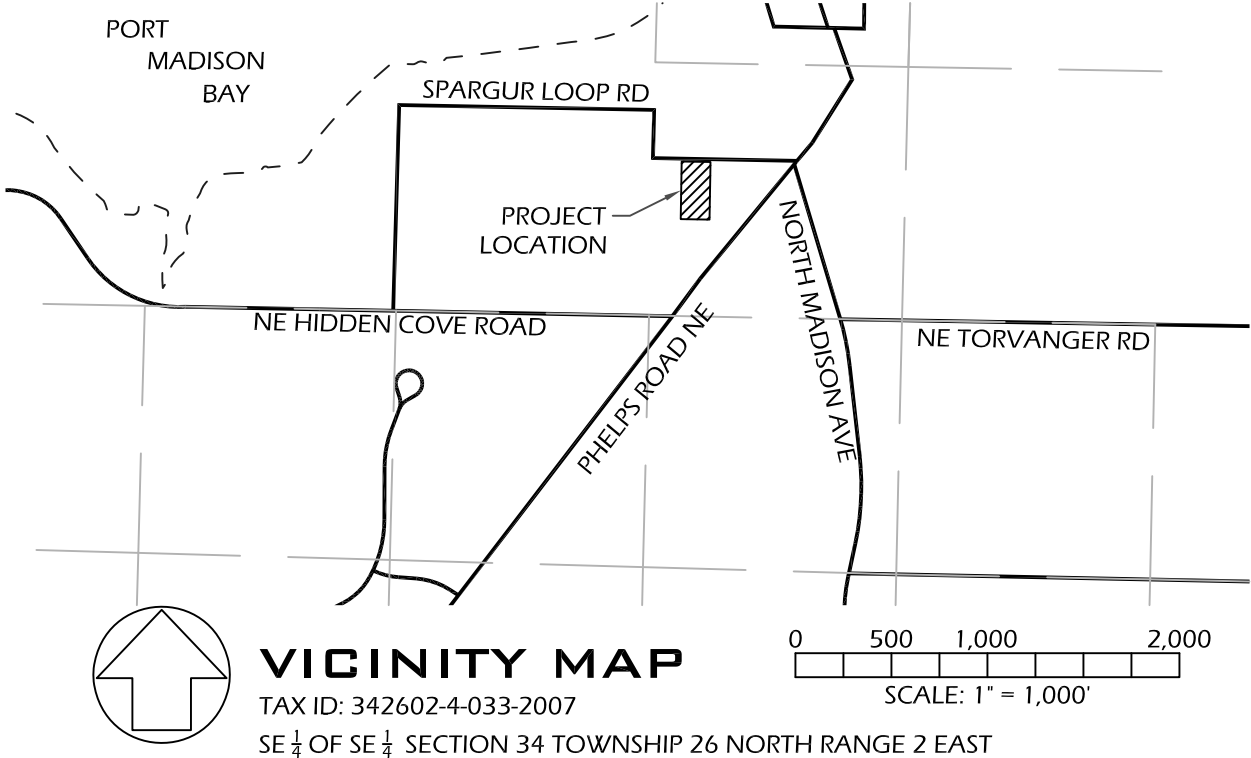 PORT
MADISON
BAY
SPARGUR LOOP RD
PROJECT
LOCATION
NORTH MADISON AVE
NE HIDDEN COVE ROAD
PHELPS ROAD NE
NE TORVANGER RD
VICINITY MAP
TAX ID: 342602-4-033-2007
SE 1/4 OF SE 1/4 SECTION 34 TOWNSHIP 26 NORTH RANGE 2 EAST
0 500 1,000 2,000
SCALE: 1" = 1,000'